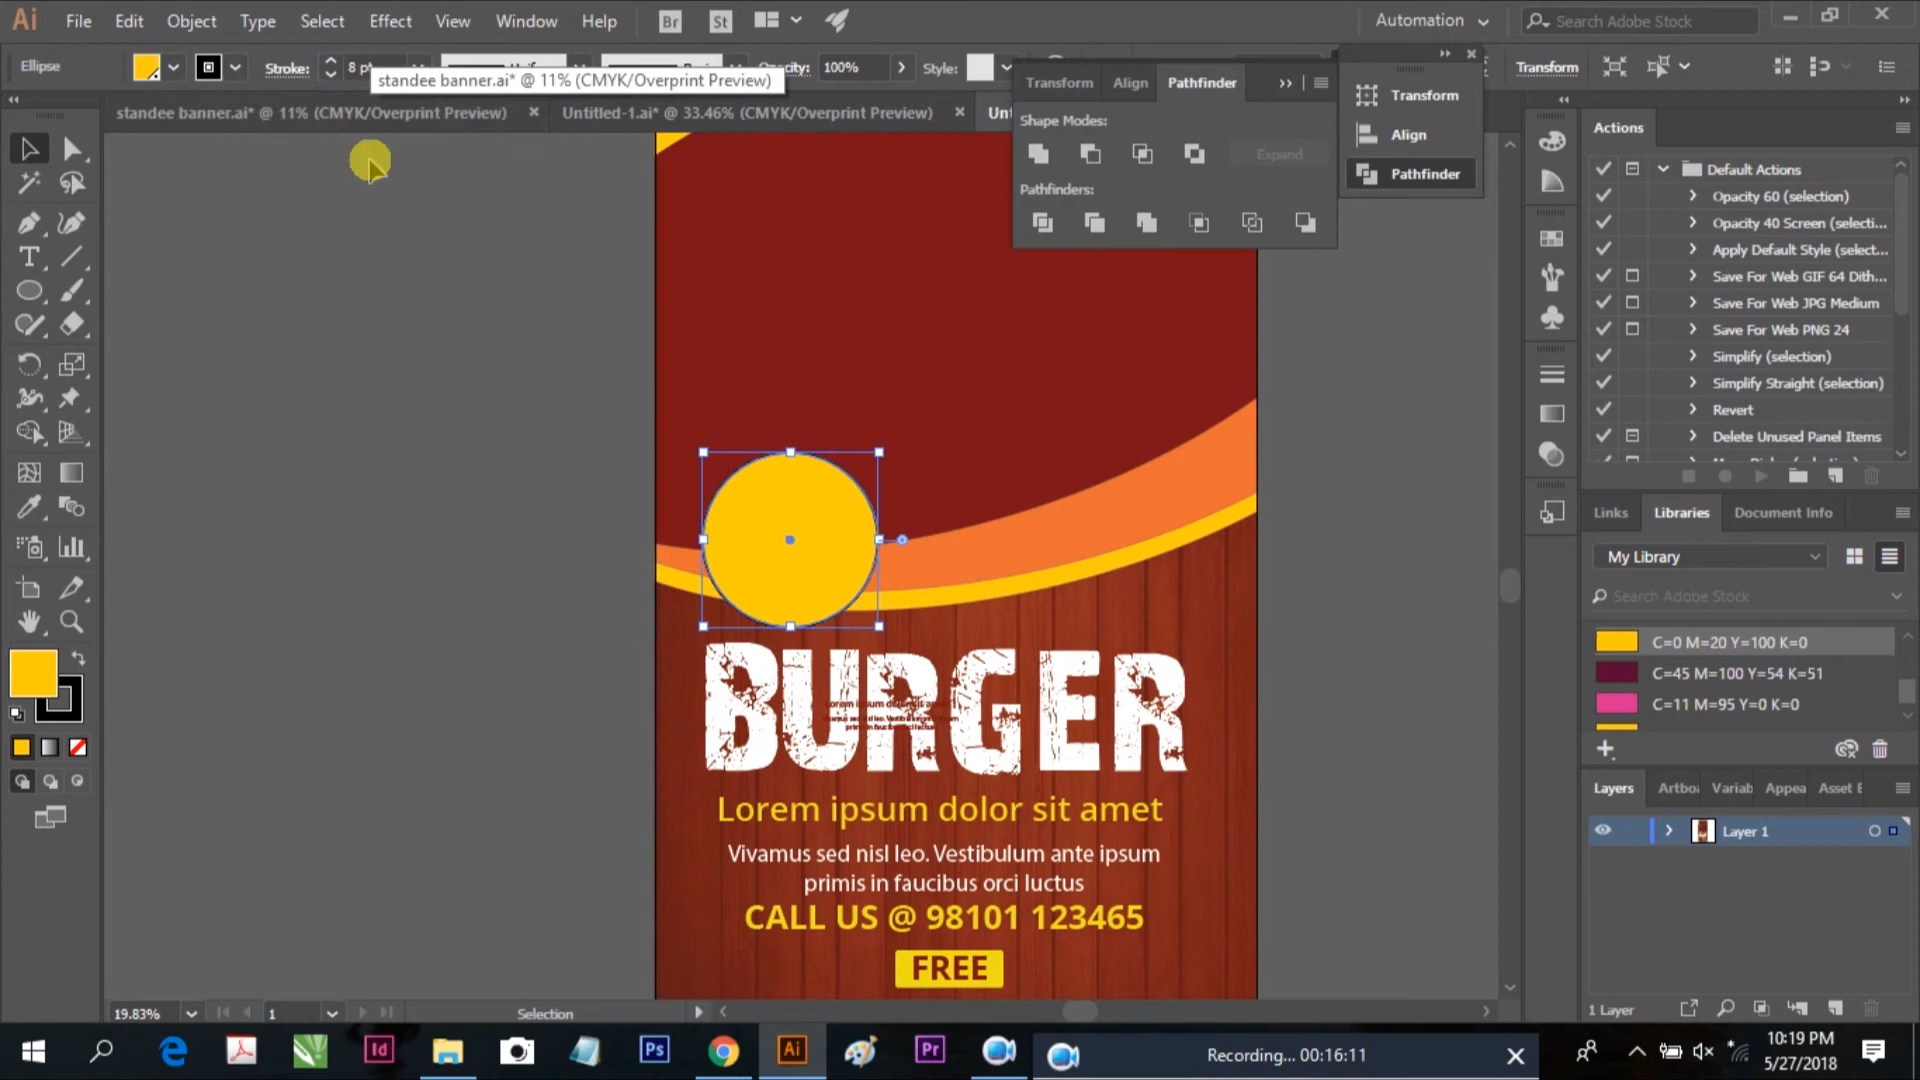 Ai File Edit Object Type Select Effect View Window Help Br St Automation Search Adobe Stock
Ellipse Stroke: 8 pt Opacity: 100% Style: Transform
standee banner.ai* @ 11% (CMYK/Overprint Preview)
standee banner.ai* @ 11% (CMYK/Overprint Preview) × Untitled-1.ai* @ 33.46% (CMYK/Overprint Preview) ×
Transform Align Pathfinder
Shape Modes:
Expand
Pathfinders:
Transform
Align
Pathfinder
Actions
Default Actions
Opacity 60 (selection)
Opacity 40 Screen (selecti...
Apply Default Style (select...
Save For Web GIF 64 Dith...
Save For Web JPG Medium
Save For Web PNG 24
Simplify (selection)
Simplify Straight (selection)
Revert
Delete Unused Panel Items
Links Libraries Document Info
My Library
Search Adobe Stock
C=0 M=20 Y=100 K=0
C=45 M=100 Y=54 K=51
C=11 M=95 Y=0 K=0
Layers Artboa Variab Appea Asset E
Layer 1
1 Layer
BURGER
Lorem ipsum dolor sit amet
Vivamus sed nisl leo. Vestibulum ante ipsum
primis in faucibus orci luctus
CALL US @ 98101 123465
FREE
19.83% 1 Selection
Id Ps Ai Pr Recording... 00:16:11
10:19 PM
5/27/2018